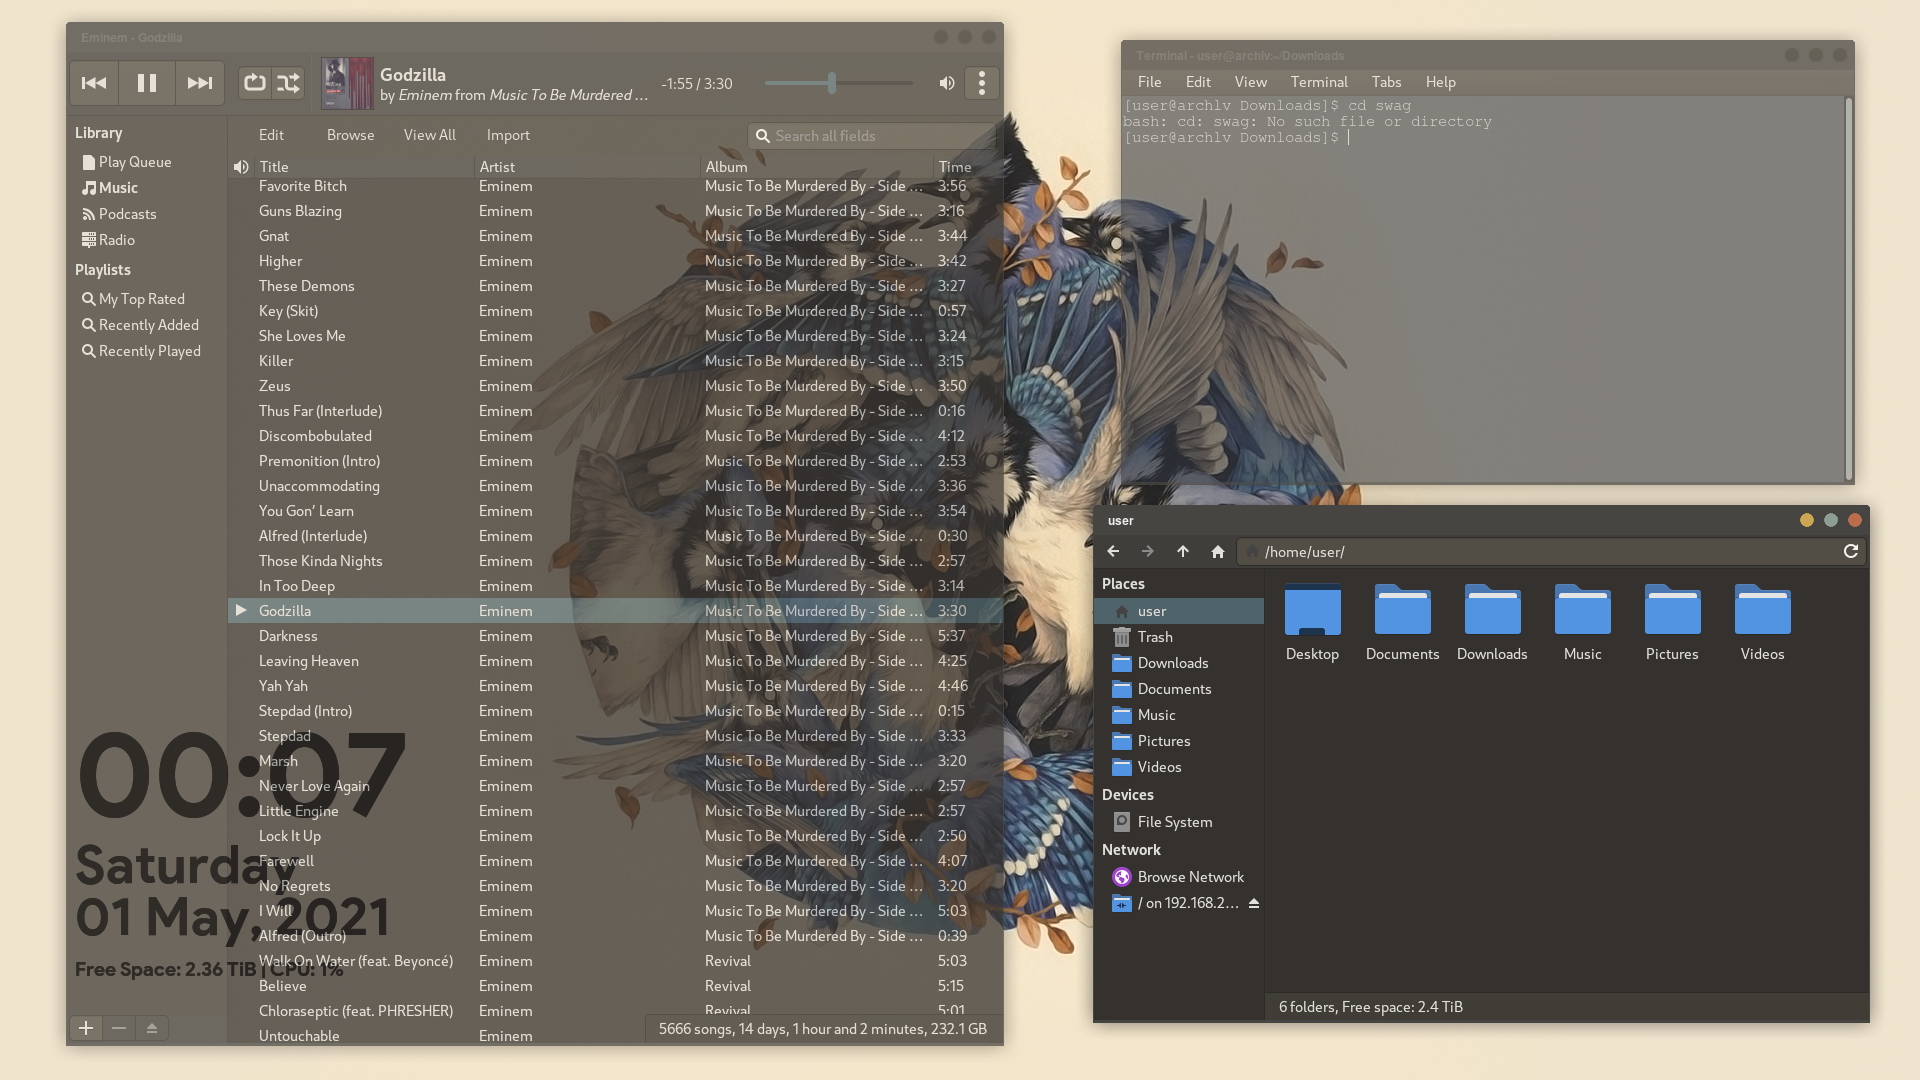 Eminem - Godzilla
Godzilla
by Eminem from Music To Be Murdered ...
-1:55 / 3:30
Library
Play Queue
Music
Podcasts
Radio
Playlists
My Top Rated
Recently Added
Recently Played
Edit Browse View All Import
Search all fields
Title Artist Album Time
Favorite Bitch Eminem Music To Be Murdered By - Side ... 3:56
Guns Blazing Eminem Music To Be Murdered By - Side ... 3:16
Gnat Eminem Music To Be Murdered By - Side ... 3:44
Higher Eminem Music To Be Murdered By - Side ... 3:42
These Demons Eminem Music To Be Murdered By - Side ... 3:27
Key (Skit) Eminem Music To Be Murdered By - Side ... 0:57
She Loves Me Eminem Music To Be Murdered By - Side ... 3:24
Killer Eminem Music To Be Murdered By - Side ... 3:15
Zeus Eminem Music To Be Murdered By - Side ... 3:50
Thus Far (Interlude) Eminem Music To Be Murdered By - Side ... 0:16
Discombobulated Eminem Music To Be Murdered By - Side ... 4:12
Premonition (Intro) Eminem Music To Be Murdered By - Side ... 2:53
Unaccommodating Eminem Music To Be Murdered By - Side ... 3:36
You Gon’ Learn Eminem Music To Be Murdered By - Side ... 3:54
Alfred (Interlude) Eminem Music To Be Murdered By - Side ... 0:30
Those Kinda Nights Eminem Music To Be Murdered By - Side ... 2:57
In Too Deep Eminem Music To Be Murdered By - Side ... 3:14
Godzilla Eminem Music To Be Murdered By - Side ... 3:30
Darkness Eminem Music To Be Murdered By - Side ... 5:37
Leaving Heaven Eminem Music To Be Murdered By - Side ... 4:25
Yah Yah Eminem Music To Be Murdered By - Side ... 4:46
Stepdad (Intro) Eminem Music To Be Murdered By - Side ... 0:15
Stepdad Eminem Music To Be Murdered By - Side ... 3:33
Marsh Eminem Music To Be Murdered By - Side ... 3:20
Never Love Again Eminem Music To Be Murdered By - Side ... 2:57
Little Engine Eminem Music To Be Murdered By - Side ... 2:57
Lock It Up Eminem Music To Be Murdered By - Side ... 2:50
Farewell Eminem Music To Be Murdered By - Side ... 4:07
No Regrets Eminem Music To Be Murdered By - Side ... 3:20
I Will Eminem Music To Be Murdered By - Side ... 5:03
Alfred (Outro) Eminem Music To Be Murdered By - Side ... 0:39
Walk On Water (feat. Beyoncé) Eminem Revival 5:03
Believe Eminem Revival 5:15
Chloraseptic (feat. PHRESHER) Eminem Revival 5:01
Untouchable Eminem
5666 songs, 14 days, 1 hour and 2 minutes, 232.1 GB
00:07
Saturday
01 May, 2021
Free Space: 2.36 TiB | CPU: 1%
Terminal - user@archlv:~/Downloads
File Edit View Terminal Tabs Help
[user@archlv Downloads]$ cd swag
bash: cd: swag: No such file or directory
[user@archlv Downloads]$
user
/home/user/
Places
user
Trash
Downloads
Documents
Music
Pictures
Videos
Devices
File System
Network
Browse Network
/ on 192.168.2...
Desktop Documents Downloads Music Pictures Videos
6 folders, Free space: 2.4 TiB